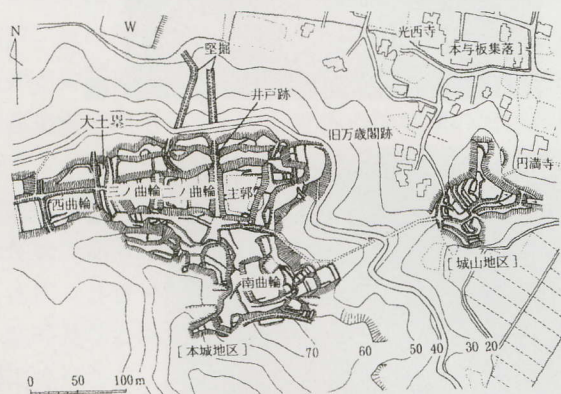 N
W
光西寺
[本与板集落]
竪堀
井戸跡
大土塁
旧万歳閣跡
円満寺
三ノ曲輪
二ノ曲輪
主郭
西曲輪
[城山地区]
南曲輪
[本城地区]
70
60
50
40
30
20
0
50
100m